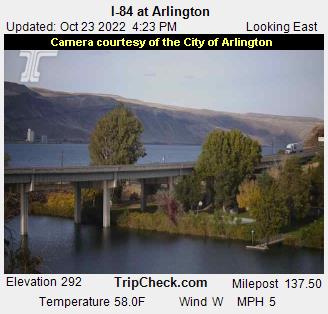 I-84 at Arlington
Updated: Oct 23 2022 4:23 PM Looking East
Camera courtesy of the City of Arlington
Elevation 292 TripCheck.com Milepost 137.50
Temperature 58.0F Wind W MPH 5